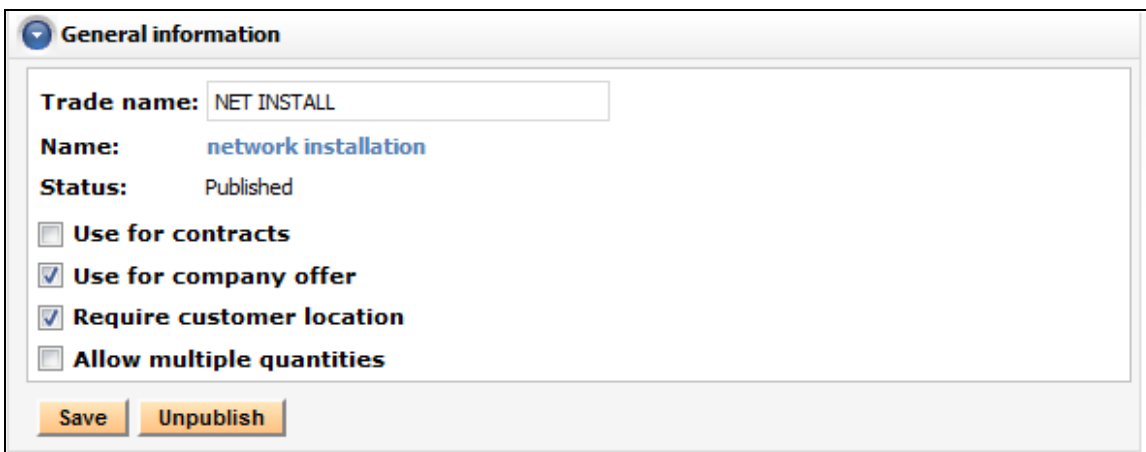 General information
Trade name: NET INSTALL
Name: network installation
Status: Published
Use for contracts
Use for company offer
Require customer location
Allow multiple quantities
Save Unpublish